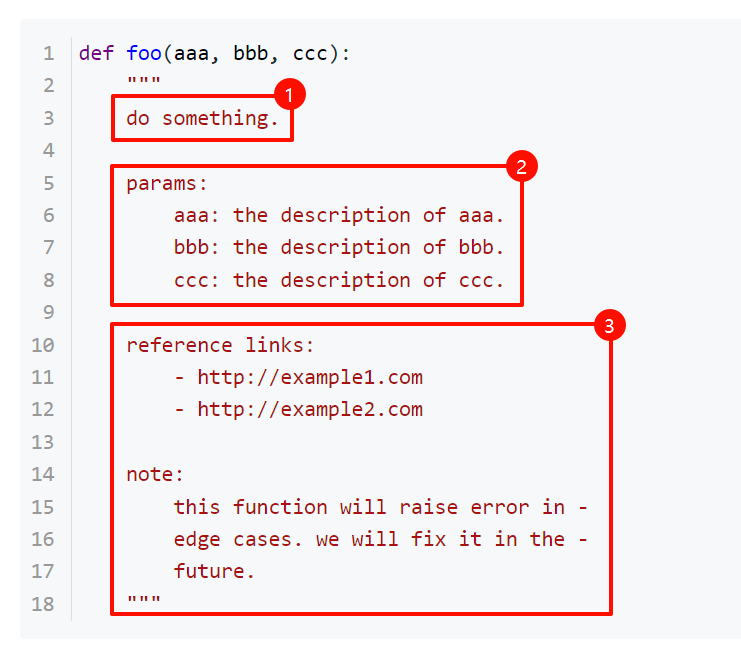 1 def foo(aaa, bbb, ccc):
2 """
1
3 do something.
4
2
5 params:
6 aaa: the description of aaa.
7 bbb: the description of bbb.
8 ccc: the description of ccc.
9
3
10 reference links:
11 - http://example1.com
12 - http://example2.com
13
14 note:
15 this function will raise error in -
16 edge cases. we will fix it in the -
17 future.
18 """